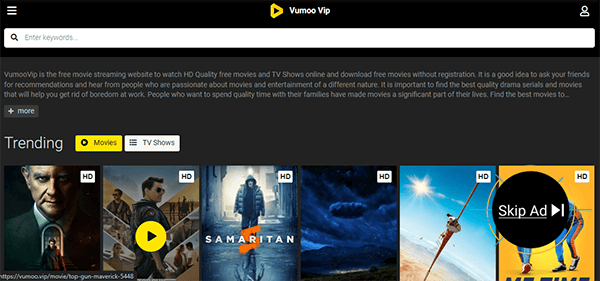 Vumoo Vip
Enter keywords...
VumooVip is the free movie streaming website to watch HD Quality free movies and TV Shows online and download free movies without registration. It is a good idea to ask your friends
for recommendations and hear from people who are passionate about movies and entertainment of a different nature. It is important to find the best quality drama serials and movies
that will help you get rid of boredom at work. People who want to spend quality time with their families have made movies a significant part of their lives. Find the best movies to...
+ more
Trending
Movies
TV Shows
HD
HD
HD
HD
HD
HD
Skip Ad
SAMARITAN
ME TIME
https://vumoo.vip/movie/top-gun-maverick-5448